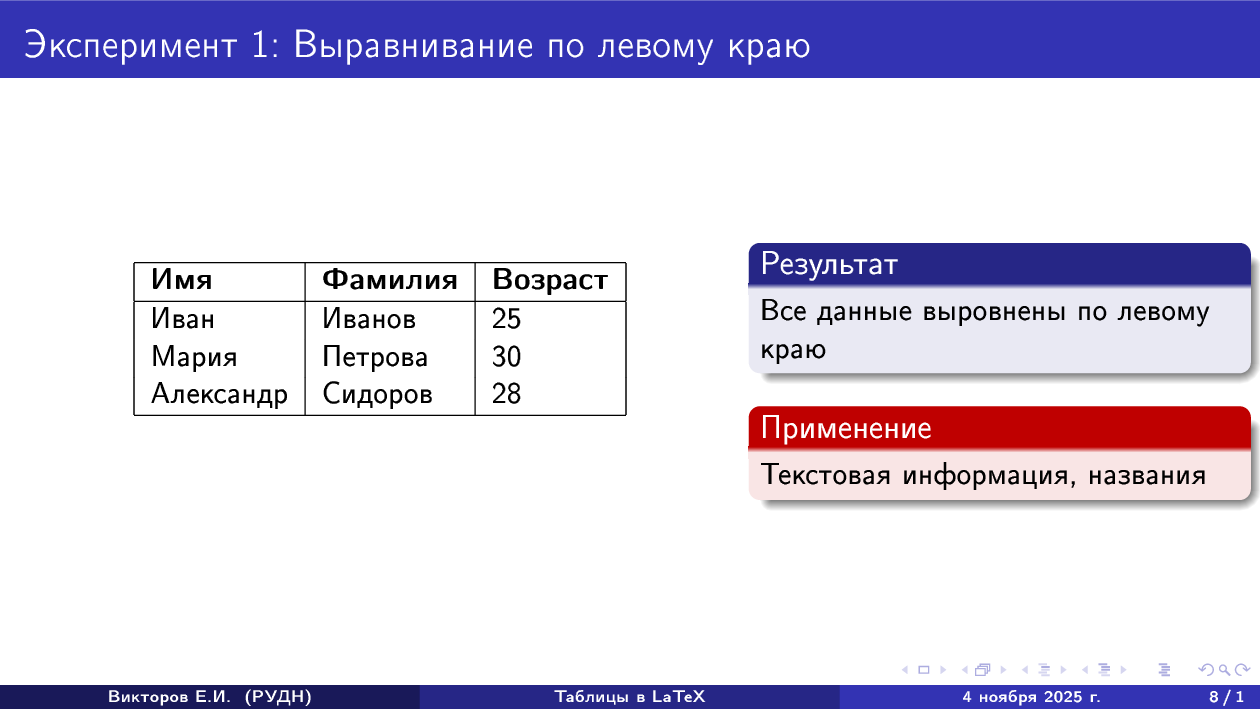 Эксперимент 1: Выравнивание по левому краю
Имя Фамилия Возраст
Иван Иванов 25
Мария Петрова 30
Александр Сидоров 28
Результат
Все данные выровнены по левому
краю
Применение
Текстовая информация, названия
Викторов Е.И. (РУДН) Таблицы в LaTeX 4 ноября 2025 г. 8 / 1